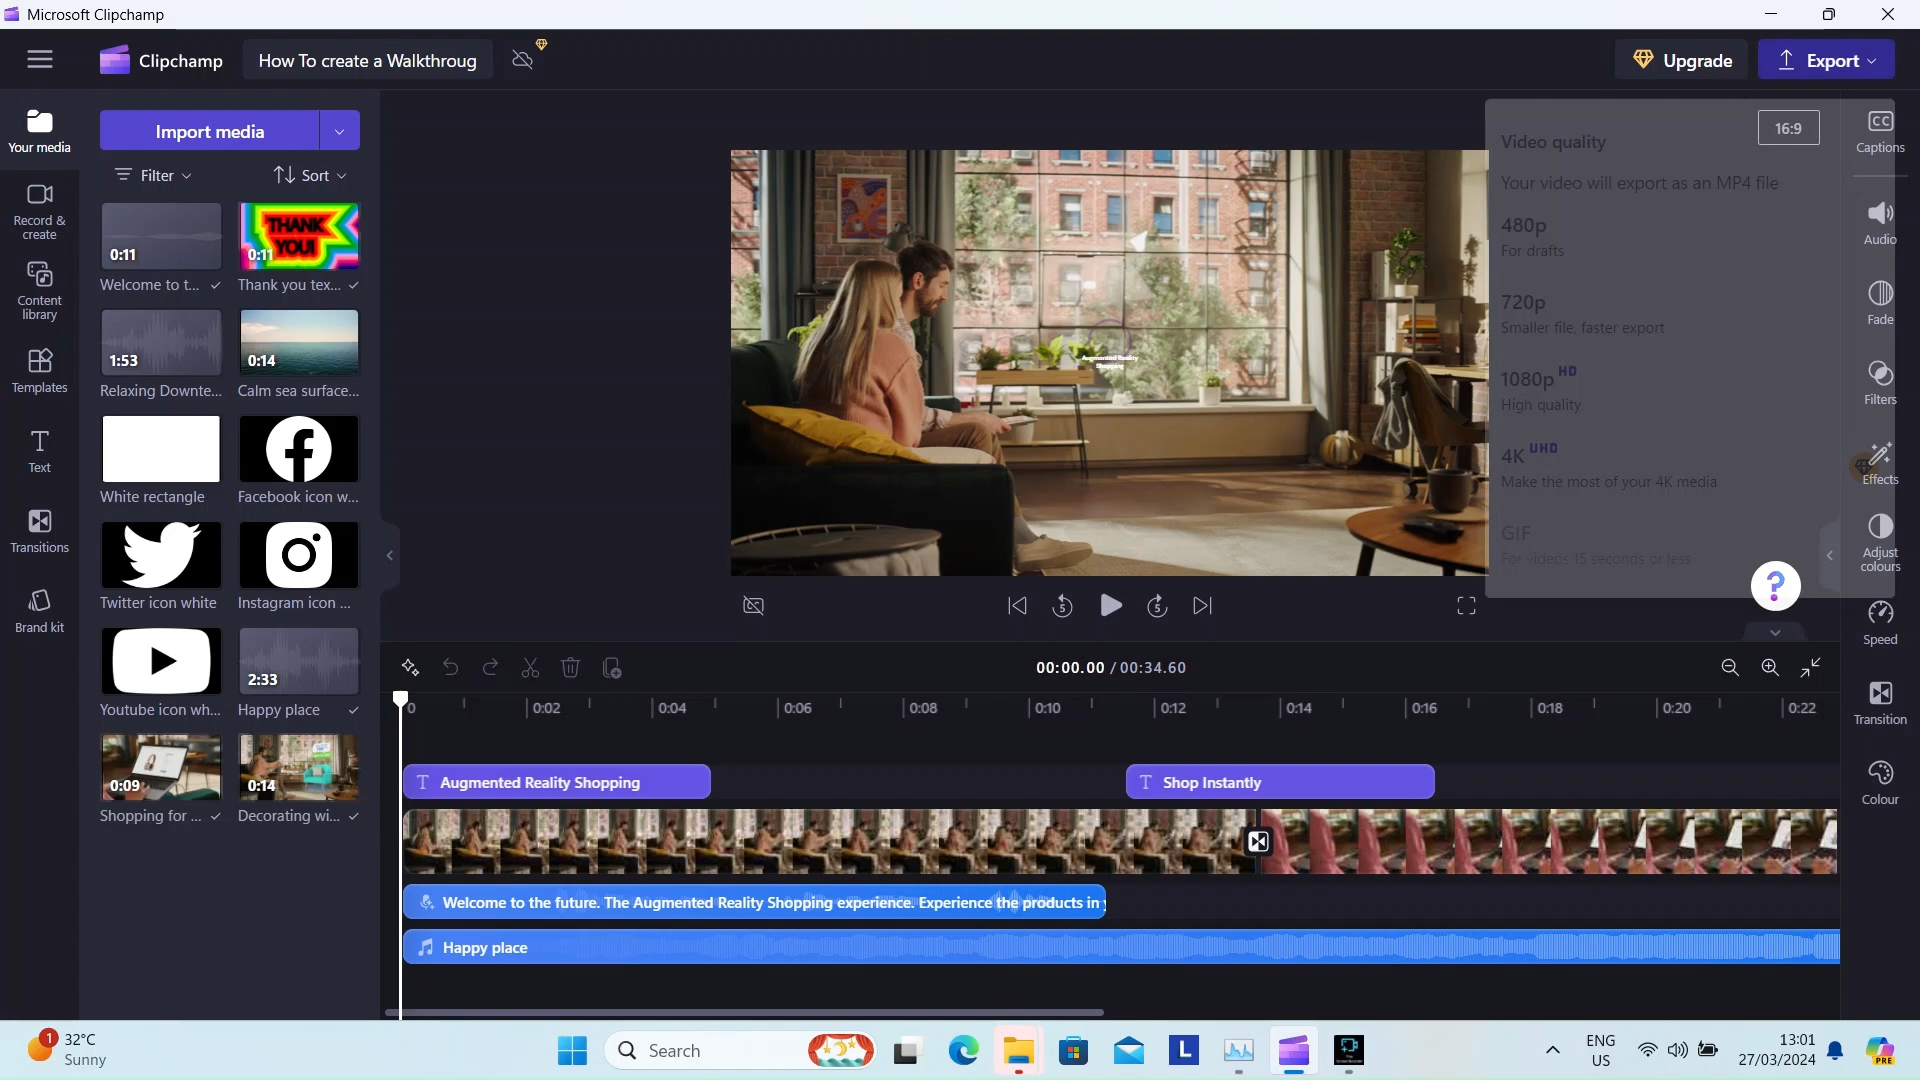 Microsoft Clipchamp
Clipchamp
How To create a Walkthroug
Upgrade
Export
Your media
Record &
create
Content
library
Templates
Text
Transitions
Brand kit
Import media
Filter
Sort
0:11
Welcome to t...
THANK
YOU!
0:11
Thank you tex...
1:53
Relaxing Downte...
0:14
Calm sea surface...
White rectangle
Facebook icon w...
Twitter icon white
Instagram icon ...
Youtube icon wh...
2:33
Happy place
0:09
Shopping for ...
0:14
Decorating wi...
Augmented Reality
Shopping
16:9
Video quality
Your video will export as an MP4 file
480p
For drafts
720p
Smaller file, faster export
1080p HD
High quality
4K UHD
Make the most of your 4K media
GIF
For videos 15 seconds or less
?
CC
Captions
Audio
Fade
Filters
Effects
Adjust
colours
Speed
Transition
Colour
5
5
00:00.00 / 00:34.60
0
0:02
0:04
0:06
0:08
0:10
0:12
0:14
0:16
0:18
0:20
0:22
T Augmented Reality Shopping
T Shop Instantly
Welcome to the future. The Augmented Reality Shopping experience. Experience the products in y
Happy place
1
32°C
Sunny
Search
L
ENG
US
13:01
27/03/2024
PRE